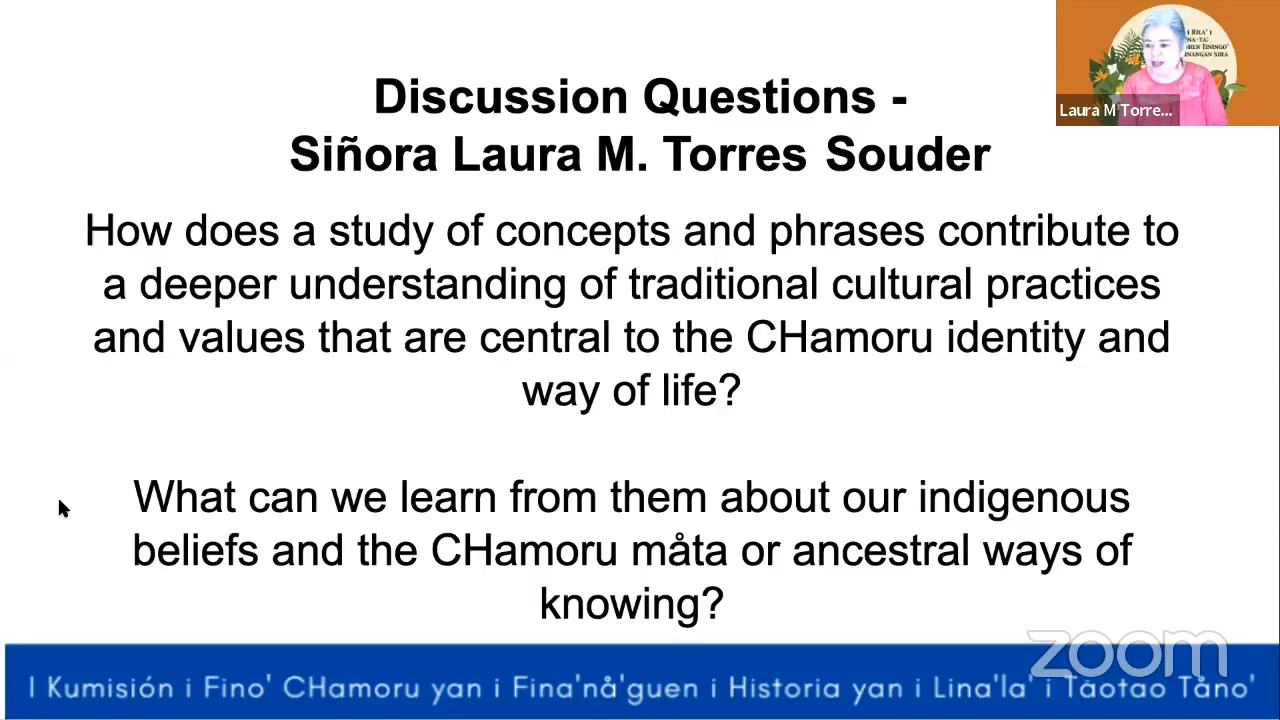 Discussion Questions -
Siñora Laura M. Torres Souder
How does a study of concepts and phrases contribute to
a deeper understanding of traditional cultural practices
and values that are central to the CHamoru identity and
way of life?
What can we learn from them about our indigenous
beliefs and the CHamoru måta or ancestral ways of
knowing?
I Kumisión i Fino' CHamoru yan i Fina'nå'guen i Historia yan i Lina'la' i Tåotao Tåno'
zoom
Laura M Torre...